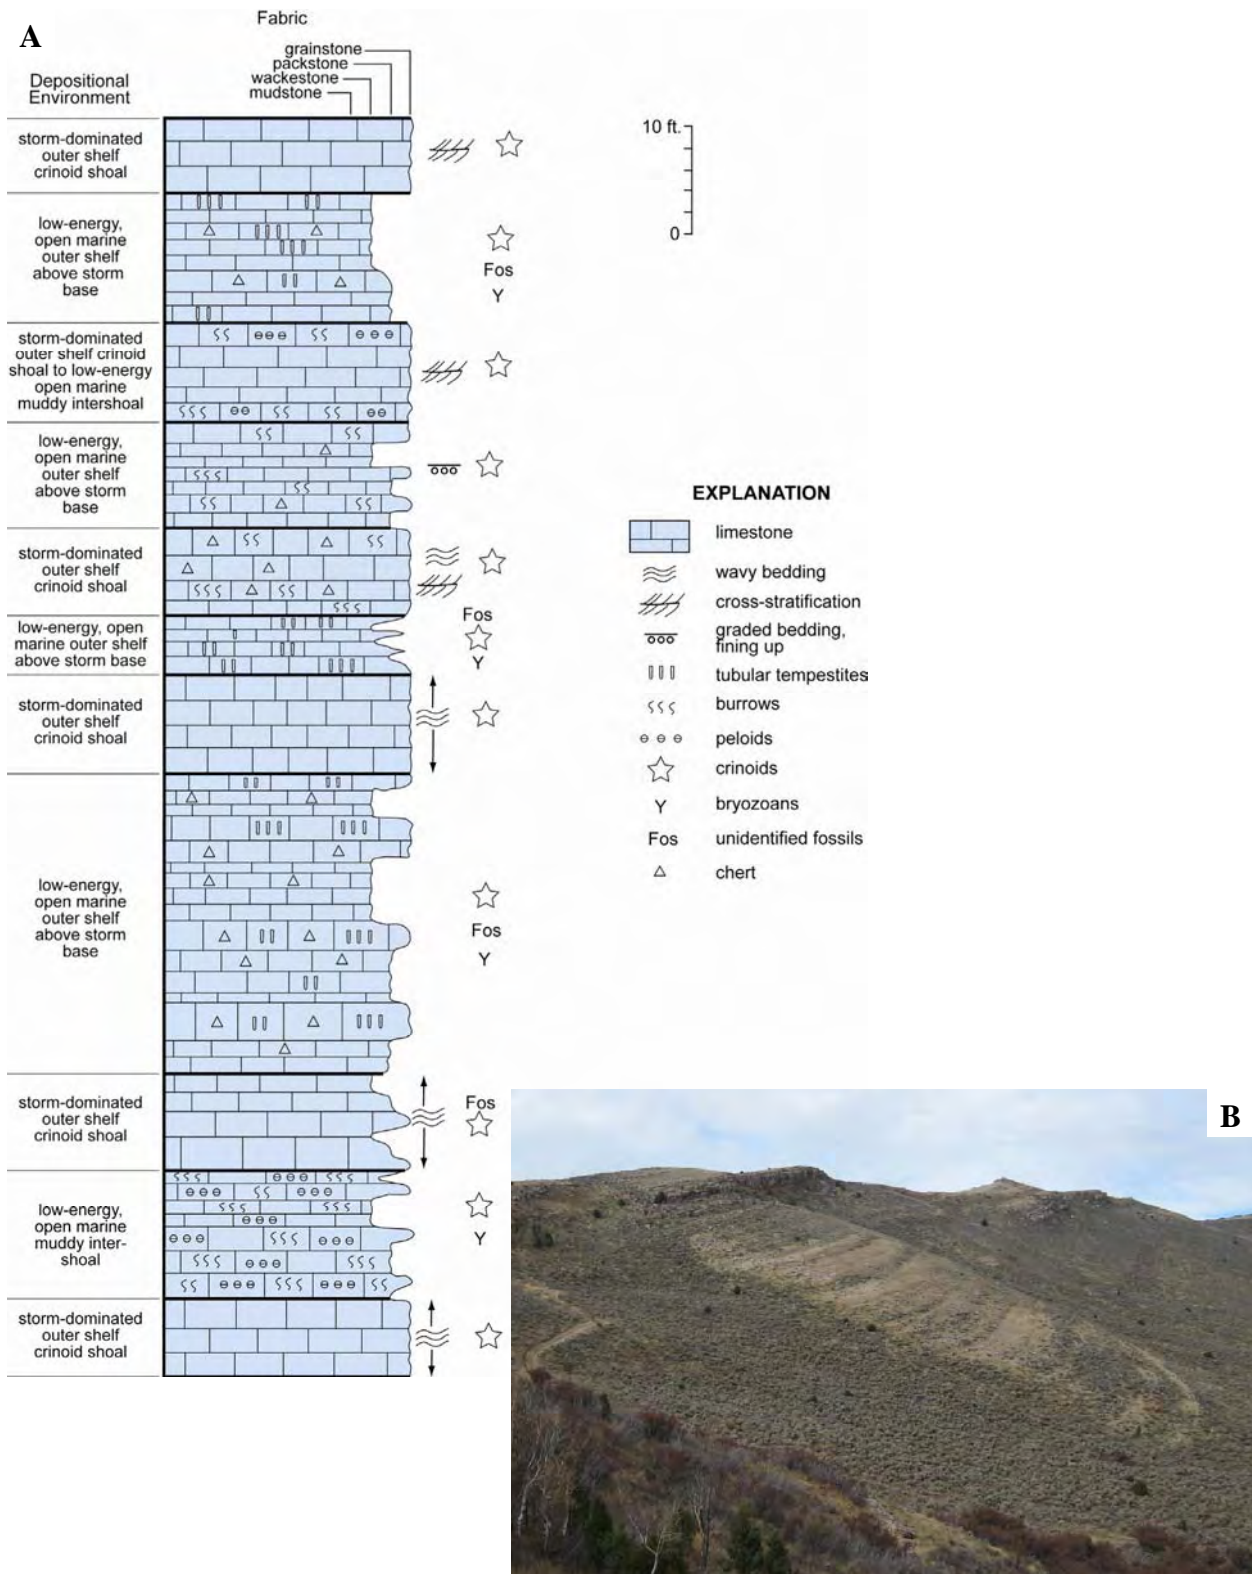 A
Fabric
grainstone
packstone
wackestone
mudstone
Depositional
Environment
10 ft.
0
storm-dominated
outer shelf
crinoid shoal
low-energy,
open marine
outer shelf
above storm
base
Fos
Y
storm-dominated
outer shelf crinoid
shoal to low-energy
open marine
muddy intershoal
low-energy,
open marine
outer shelf
above storm
base
storm-dominated
outer shelf
crinoid shoal
Fos
low-energy, open
marine outer shelf
above storm base
Y
storm-dominated
outer shelf
crinoid shoal
low-energy,
open marine
outer shelf
above storm
base
Fos
Y
storm-dominated
outer shelf
crinoid shoal
Fos
low-energy,
open marine
muddy inter-
shoal
Y
storm-dominated
outer shelf
crinoid shoal
EXPLANATION
limestone
wavy bedding
cross-stratification
graded bedding,
fining up
tubular tempestites
burrows
peloids
crinoids
Y bryozoans
Fos unidentified fossils
chert
B